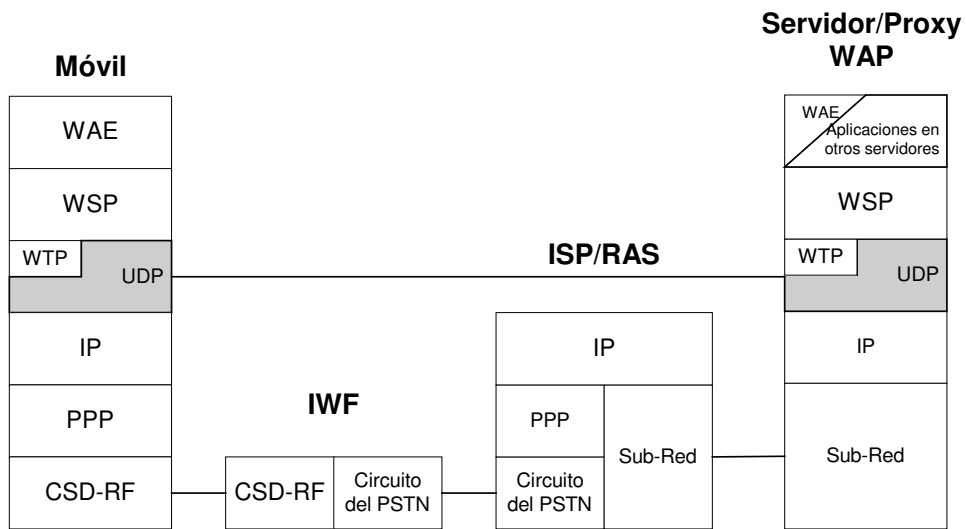 Móvil
WAE
WSP
WTP
UDP
IP
PPP
CSD-RF
IWF
CSD-RF
Circuito
del PSTN
ISP/RAS
IP
PPP
Circuito
del PSTN
Sub-Red
Servidor/Proxy
WAP
WAE
Aplicaciones en
otros servidores
WSP
WTP
UDP
IP
Sub-Red